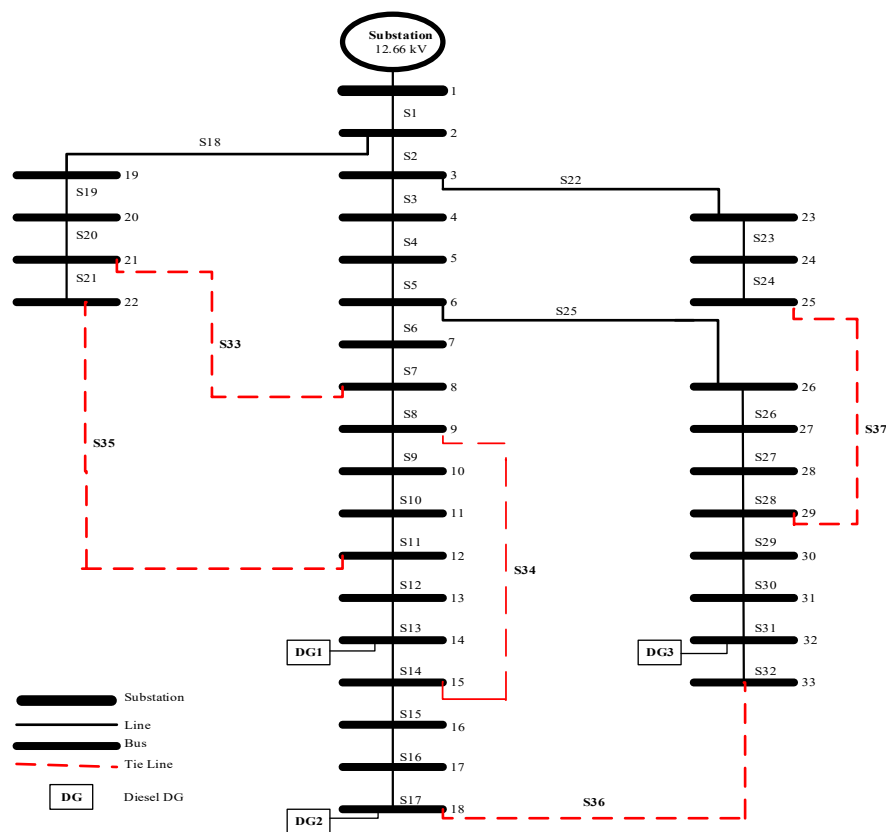 Substation
12.66 kV
1
S1
2
S18
S2
19
3
S22
S19
S3
20
4
23
S20
S4
S23
21
5
24
S21
S5
S24
22
6
25
S25
S6
S33
7
S7
8
26
S8
S26
9
27
S37
S35
S9
S27
10
28
S10
S28
11
29
S11
S29
12
30
S34
S12
S30
13
31
S13
S31
DG1
14
DG3
32
S14
S32
15
33
Substation
S15
Line
16
Bus
S16
Tie Line
17
DG
Diesel DG
S17
S36
DG2
18